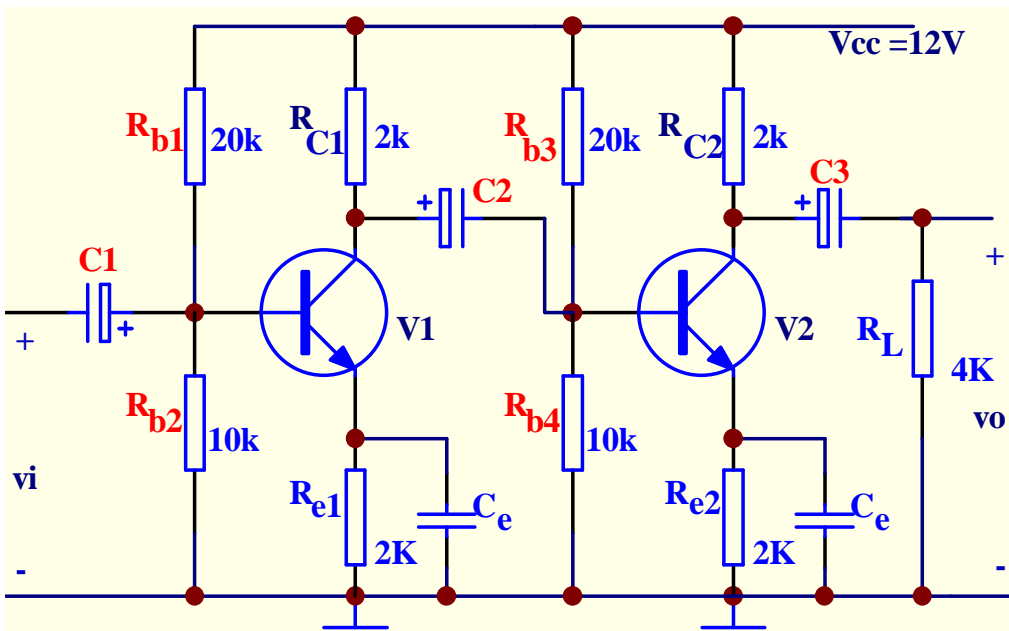 Vcc =12V
Rb1
20k
RC1
2k
Rb3
20k
RC2
2k
C1
+
+
C2
+
C3
+
+
V1
V2
RL
4K
Rb2
10k
Rb4
10k
vi
vo
Re1
2K
Ce
Re2
2K
Ce
-
-